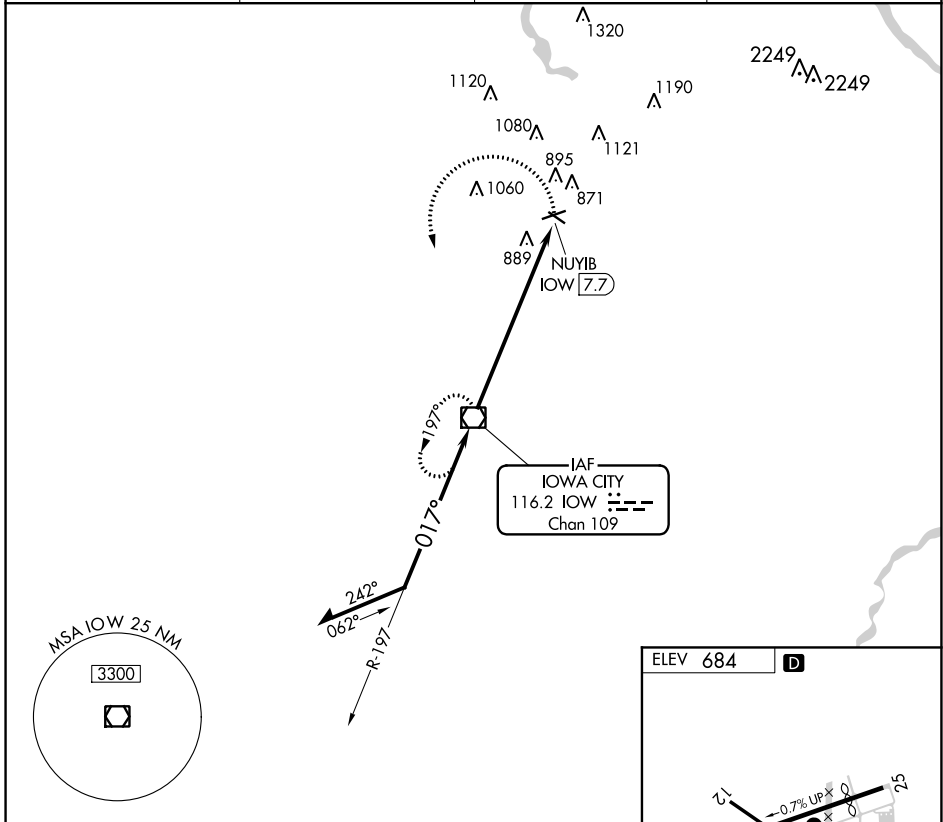 1320
2249
2249
1120
1190
1080
1121
895
1060
871
889
NUYIB
IOW 7.7
197°
IAF
IOWA CITY
116.2 IOW
Chan 109
017°
242°
062°
R-197
MSA IOW 25 NM
3300
ELEV 684 D
12
0.7% UP
25